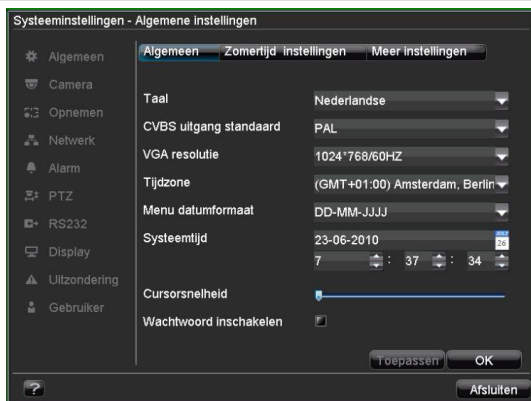 Systeeminstellingen - Algemene instellingen
Algemeen
Camera
Opnemen
Netwerk
Alarm
PTZ
RS232
Display
Uitzondering
Gebruiker
Algemeen Zomertijd instellingen Meer instellingen
Taal Nederlandse
CVBS uitgang standaard PAL
VGA resolutie 1024*768/60HZ
Tijdzone (GMT+01:00) Amsterdam, Berlin
Menu datumformaat DD-MM-JJJJ
Systeemtijd 23-06-2010 26
7 : 37 : 34
Cursorsnelheid
Wachtwoord inschakelen
Toepassen OK
? Afsluiten